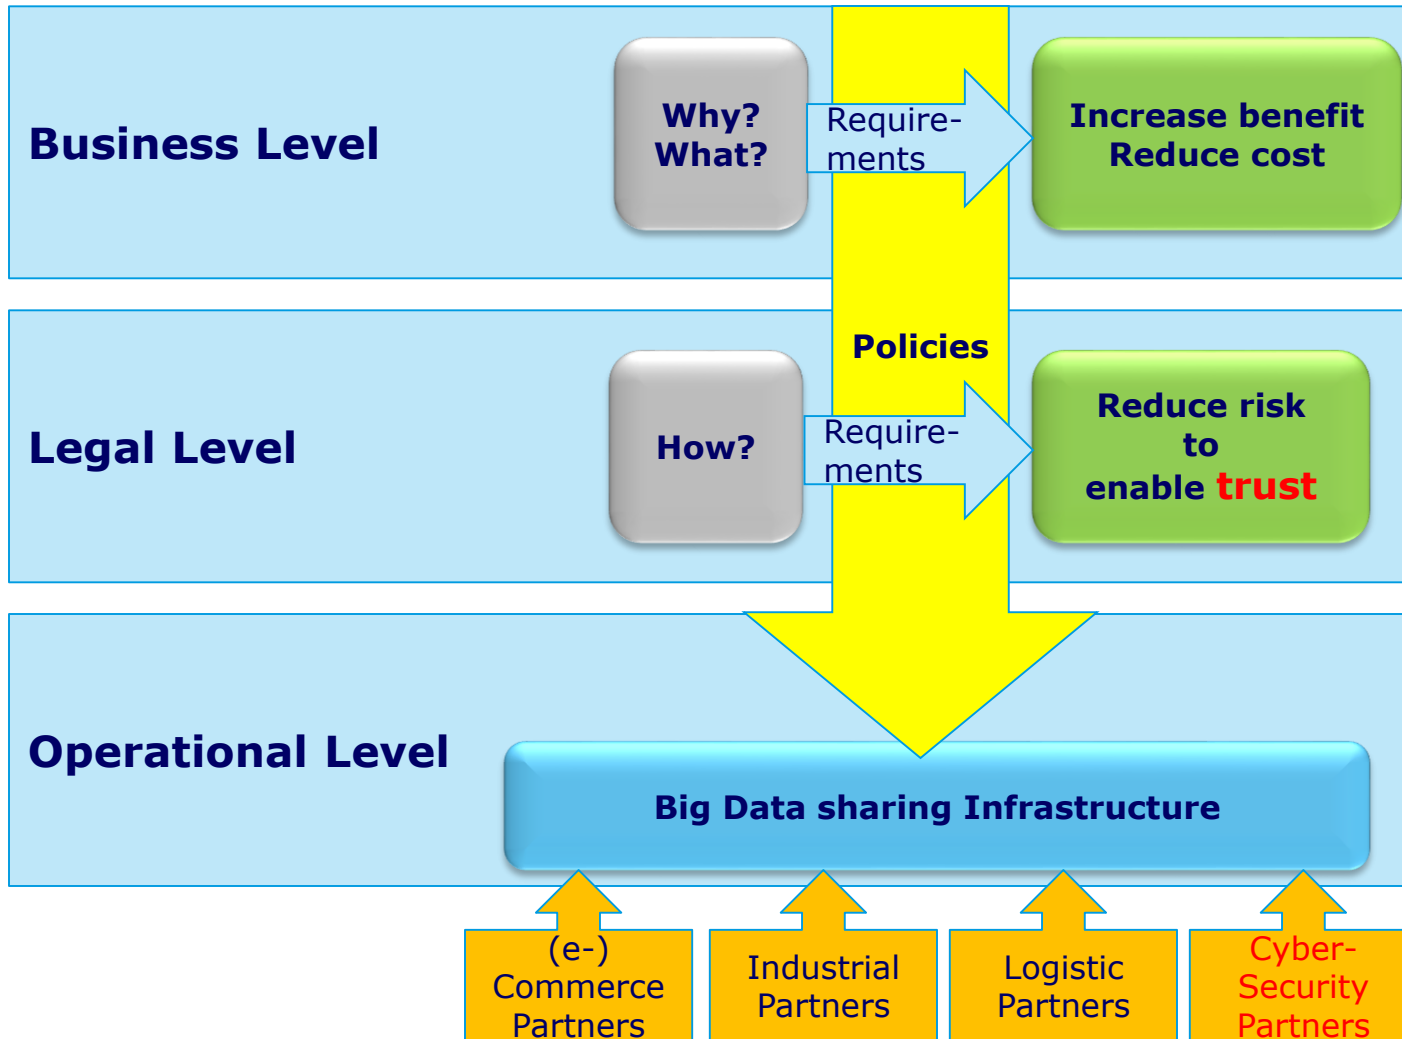 Business Level
Why?
What?
Require-
ments
Increase benefit
Reduce cost
Policies
Legal Level
How?
Require-
ments
Reduce risk
to
enable trust
Operational Level
Big Data sharing Infrastructure
(e-)
Commerce
Partners
Industrial
Partners
Logistic
Partners
Cyber-
Security
Partners